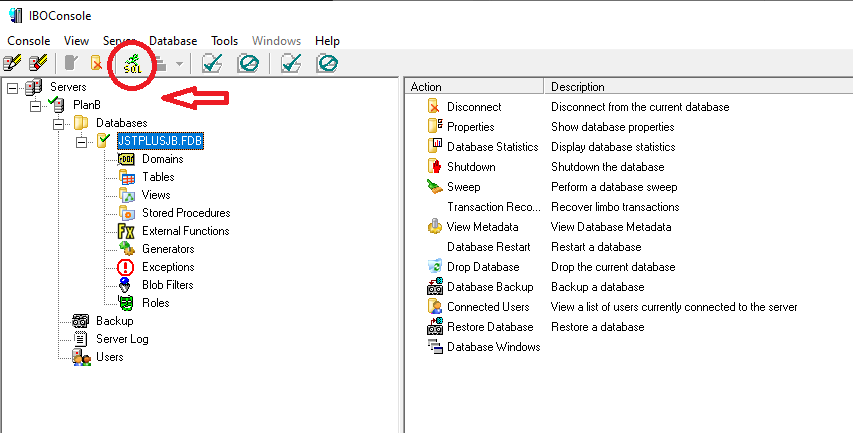 IBOConsole
Console View Server Database Tools Windows Help
SQL
Servers
PlanB
Databases
JSTPLUSJB.FDB
Domains
Tables
Views
Stored Procedures
Fx External Functions
Generators
Exceptions
Blob Filters
Roles
Backup
Server Log
Users
Action Description
Disconnect Disconnect from the current database
Properties Show database properties
Database Statistics Display database statistics
Shutdown Shutdown the database
Sweep Perform a database sweep
Transaction Reco... Recover limbo transactions
View Metadata View Database Metadata
Database Restart Restart a database
Drop Database Drop the current database
Database Backup Backup a database
Connected Users View a list of users currently connected to the server
Restore Database Restore a database
Database Windows